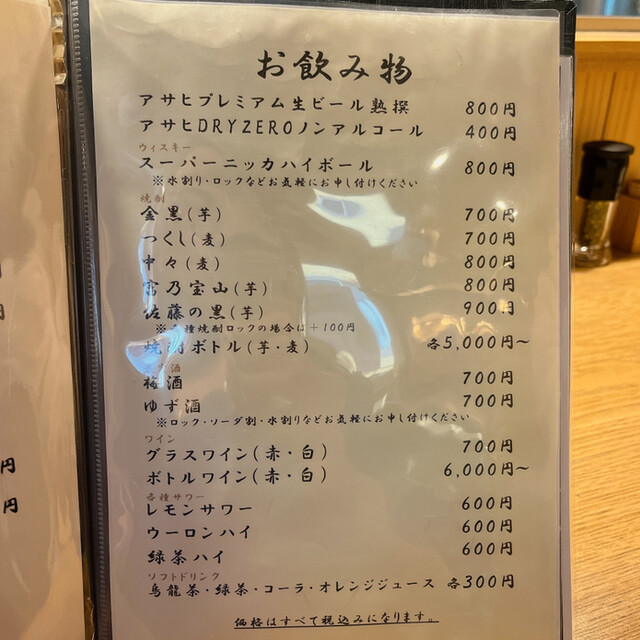 お飲み物
アサヒプレミアム生ビール熟撰 800円
アサヒDRYZEROノンアルコール 400円
ウィスキー
スーパーニッカハイボール 800円
※水割り・ロックなどお気軽にお申し付けください
焼酎
金黒(芋) 700円
つくし(麦) 700円
中々(麦) 800円
富乃宝山(芋) 800円
佐藤の黒(芋) 900円
※各種焼酎ロックの場合は+100円
焼酎ボトル(芋・麦) 各5,000円~
酒
梅酒 700円
ゆず酒 700円
※ロック・ソーダ割・水割りなどお気軽にお申し付けください
ワイン
グラスワイン(赤・白) 700円
ボトルワイン(赤・白) 6,000円~
各種サワー
レモンサワー 600円
ウーロンハイ 600円
緑茶ハイ 600円
ソフトドリンク
烏龍茶・緑茶・コーラ・オレンジジュース 各300円
価格はすべて税込みになります。
円
円
円